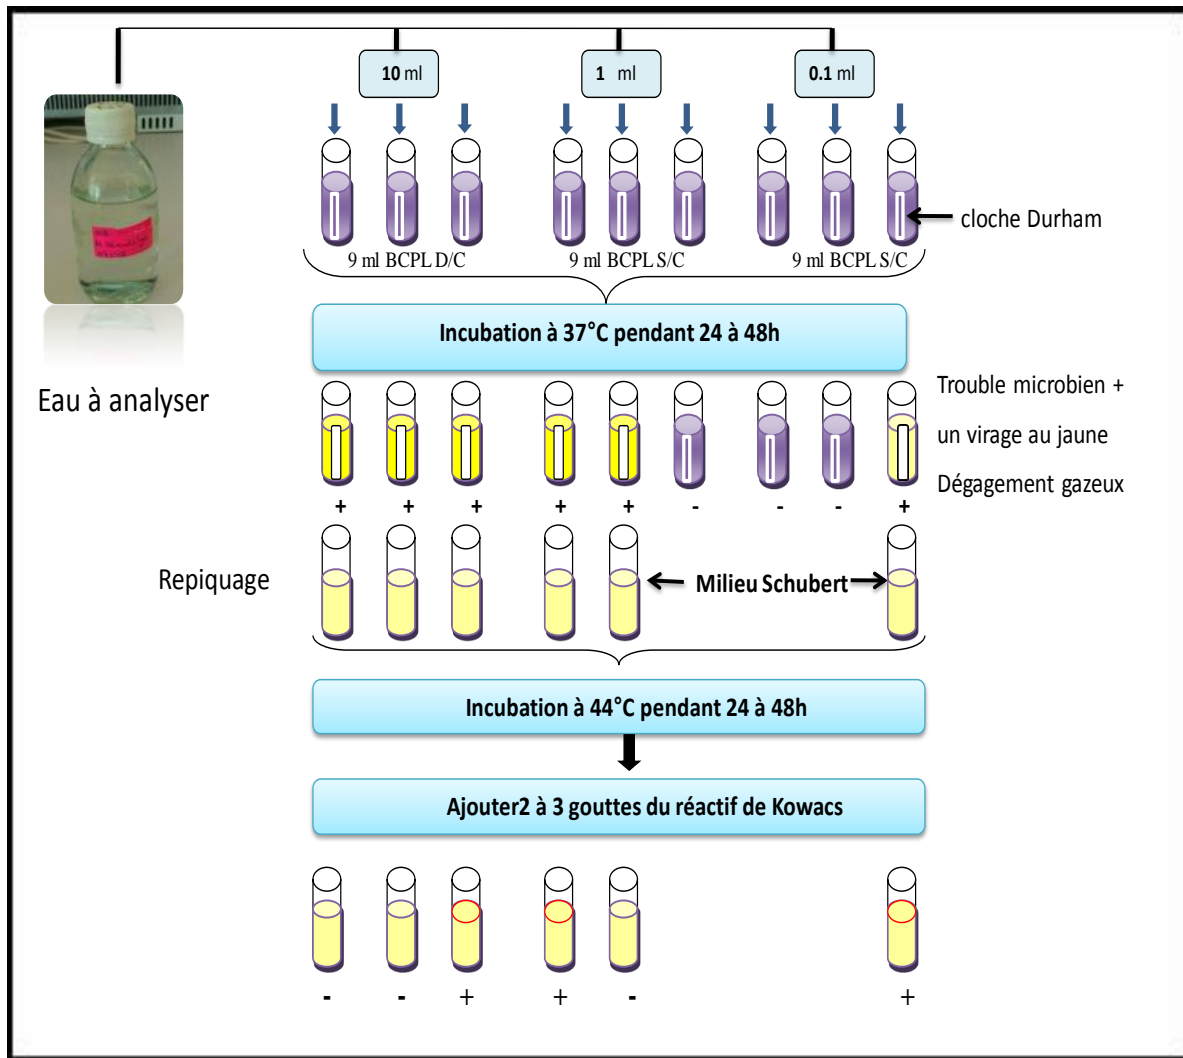 10 ml
1 ml
0.1 ml
cloche Durham
9 ml BCPL D/C
9 ml BCPL S/C
9 ml BCPL S/C
Incubation à 37°C pendant 24 à 48h
Eau à analyser
Trouble microbien +
un virage au jaune
Dégagement gazeux
+ + + + + - - - +
Repiquage
Milieu Schubert
Incubation à 44°C pendant 24 à 48h
Ajouter2 à 3 gouttes du réactif de Kowacs
- - + + - +